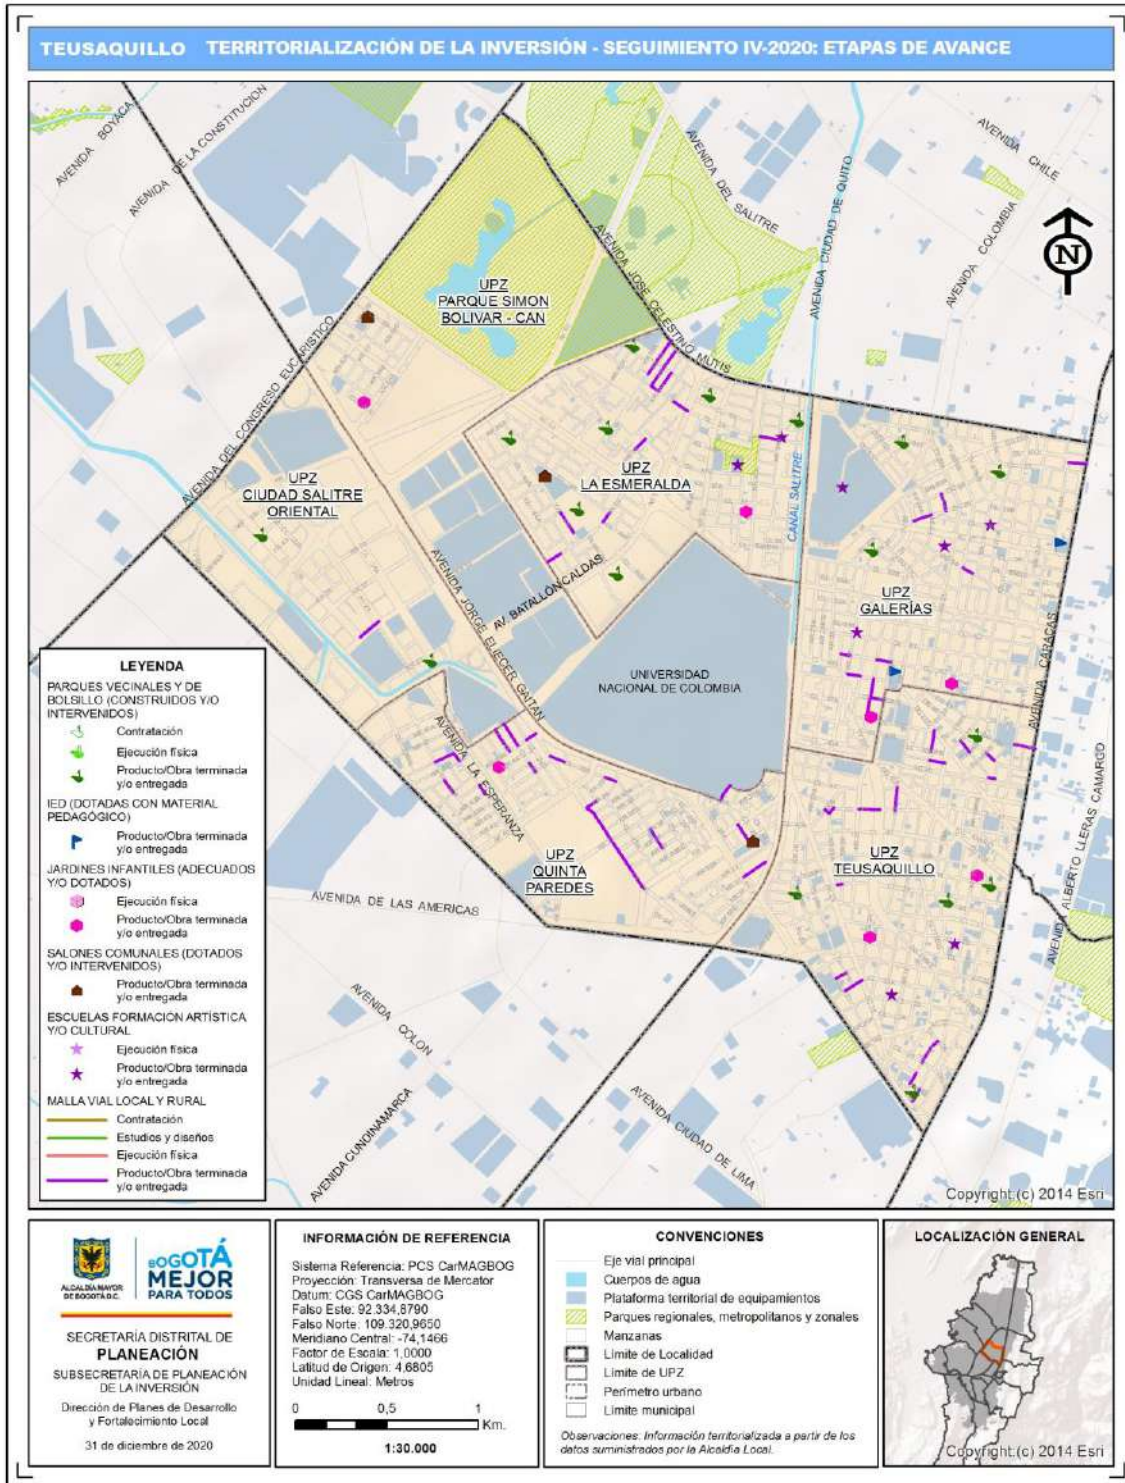 TEUSAQUILLO TERRITORIALIZACIÓN DE LA INVERSIÓN - SEGUIMIENTO IV-2020: ETAPAS DE AVANCE
AVENIDA BOYACA
AVENIDA DE LA CONSTITUCION
AVENIDA DEL SALITRE
AVENIDA CIUDAD DE QUITO
AVENIDA CHILE
AVENIDA COLOMBIA
N
AVENIDA JOSE CELESTINO MUTIS
UPZ
PARQUE SIMON
BOLIVAR - CAN
AVENIDA DEL CONGRESO EUCARISTICO
UPZ
CIUDAD SALITRE
ORIENTAL
UPZ
LA ESMERALDA
CANAL SALITRE
AVENIDA JORGE ELIECER GAITAN
AV. BATALLON CALDAS
UPZ
GALERÍAS
UNIVERSIDAD
NACIONAL DE COLOMBIA
AVENIDA CARACAS
AVENIDA LA ESPERANZA
UPZ
QUINTA
PAREDES
UPZ
TEUSAQUILLO
AVENIDA ALBERTO LLERAS CAMARGO
AVENIDA DE LAS AMERICAS
AVENIDA COLON
AVENIDA CUNDINAMARCA
AVENIDA CIUDAD DE LIMA
Copyright:(c) 2014 Esri
LEYENDA
PARQUES VECINALES Y DE
BOLSILLO (CONSTRUIDOS Y/O
INTERVENIDOS)
Contratación
Ejecución física
Producto/Obra terminada
y/o entregada
IED (DOTADAS CON MATERIAL
PEDAGÓGICO)
Producto/Obra terminada
y/o entregada
JARDINES INFANTILES (ADECUADOS
Y/O DOTADOS)
Ejecución física
Producto/Obra terminada
y/o entregada
SALONES COMUNALES (DOTADOS
Y/O INTERVENIDOS)
Producto/Obra terminada
y/o entregada
ESCUELAS FORMACIÓN ARTÍSTICA
Y/O CULTURAL
Ejecución física
Producto/Obra terminada
y/o entregada
MALLA VIAL LOCAL Y RURAL
Contratación
Estudios y diseños
Ejecución física
Producto/Obra terminada
y/o entregada
ALCALDÍA MAYOR
DE BOGOTÁ D.C.
BOGOTÁ
MEJOR
PARA TODOS
SECRETARÍA DISTRITAL DE
PLANEACIÓN
SUBSECRETARÍA DE PLANEACIÓN
DE LA INVERSIÓN
Dirección de Planes de Desarrollo
y Fortalecimiento Local
31 de diciembre de 2020
INFORMACIÓN DE REFERENCIA
Sistema Referencia: PCS CarMAGBOG
Proyección: Transversa de Mercator
Datum: CGS CarMAGBOG
Falso Este: 92.334,8790
Falso Norte: 109.320,9650
Meridiano Central: -74,1466
Factor de Escala: 1,0000
Latitud de Origen: 4,6805
Unidad Lineal: Metros
0 0,5 1
Km.
1:30.000
CONVENCIONES
Eje vial principal
Cuerpos de agua
Plataforma territorial de equipamientos
Parques regionales, metropolitanos y zonales
Manzanas
Límite de Localidad
Límite de UPZ
Perímetro urbano
Límite municipal
Observaciones: Información territorializada a partir de los
datos suministrados por la Alcaldía Local.
LOCALIZACIÓN GENERAL
Copyright:(c) 2014 Esri